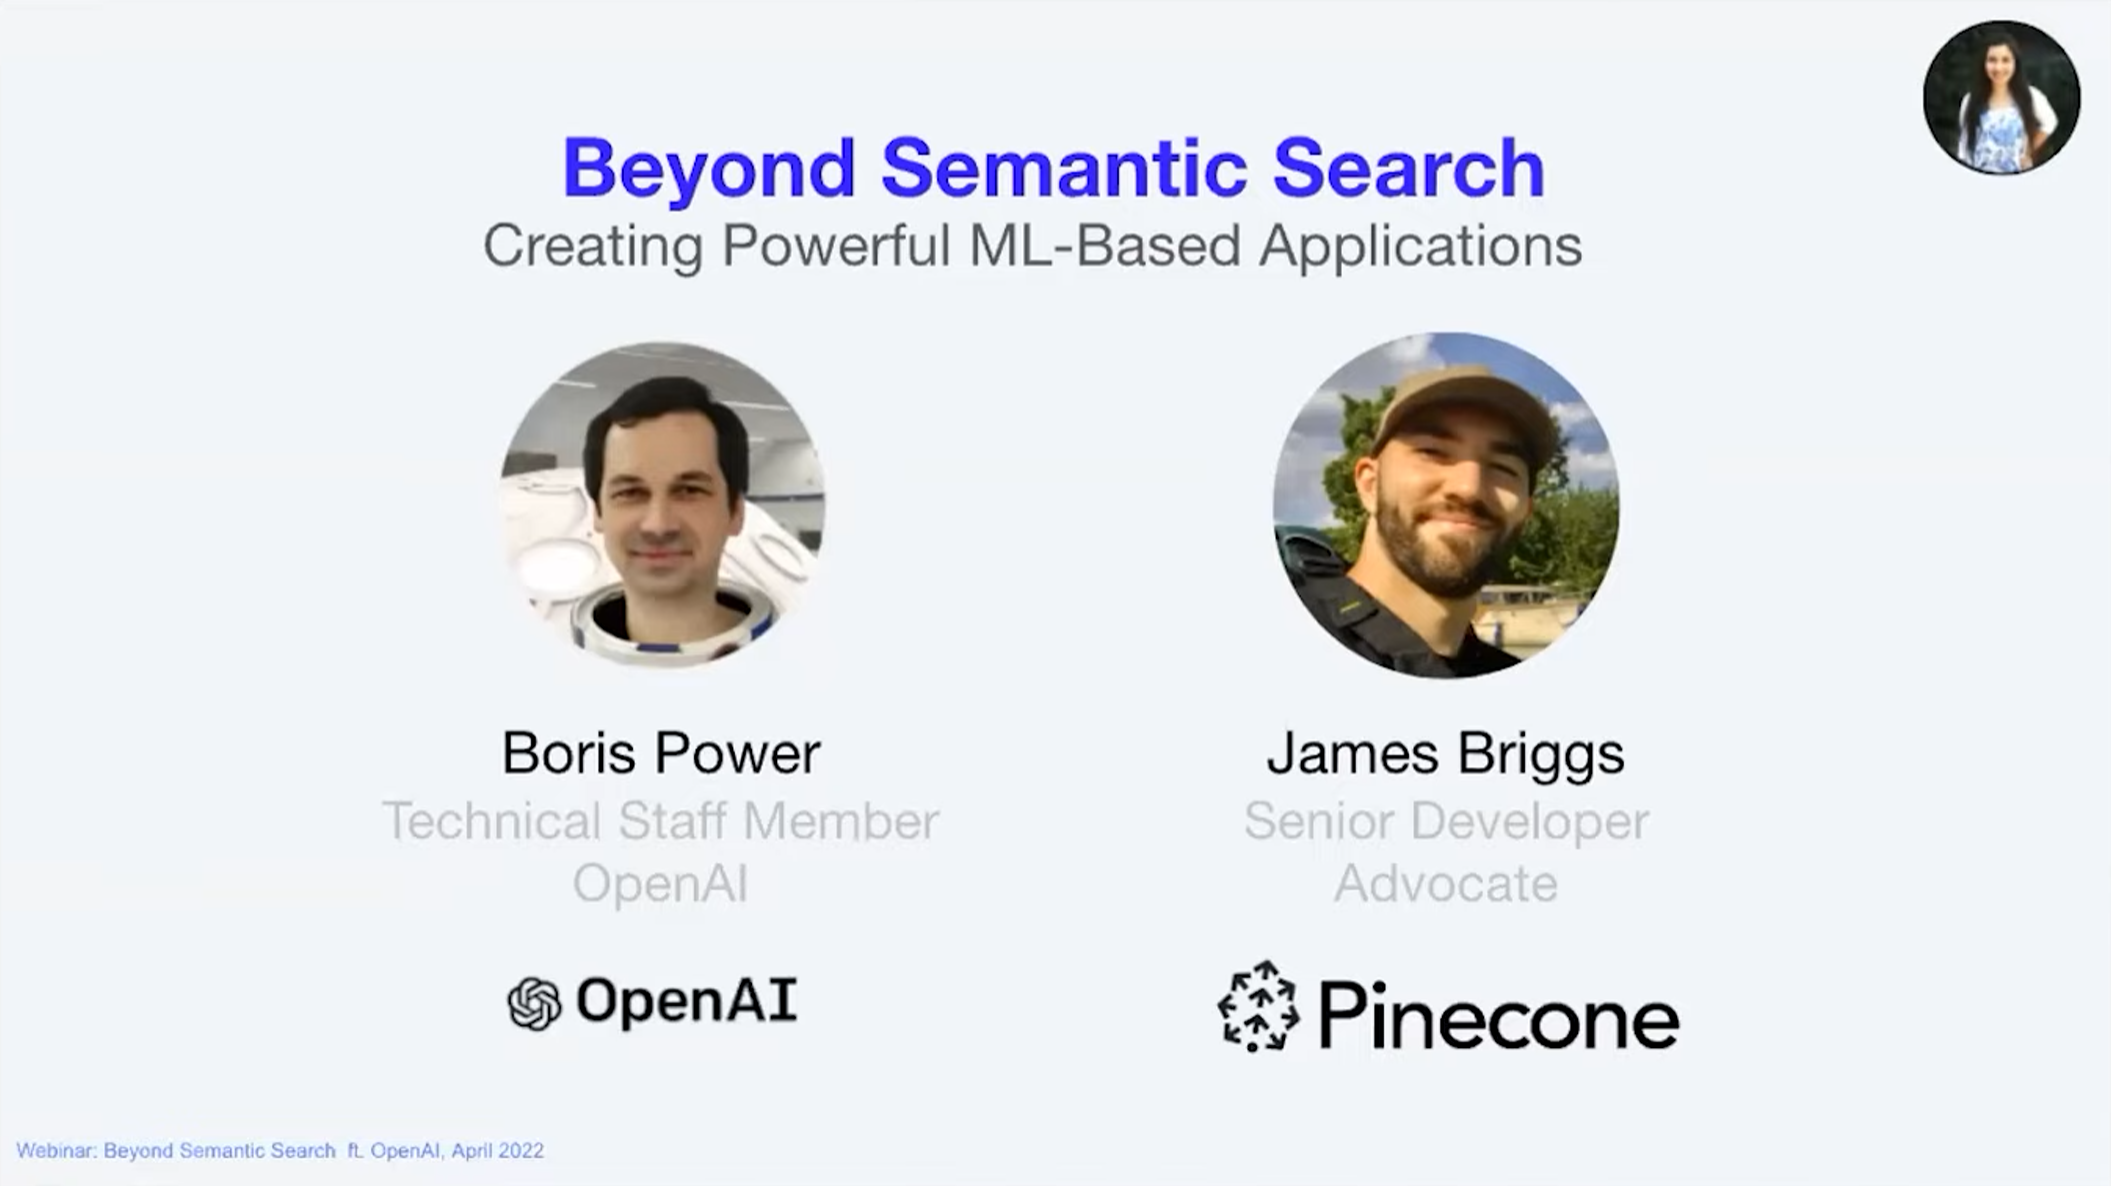 Beyond Semantic Search
Creating Powerful ML-Based Applications
Boris Power
Technical Staff Member
OpenAI
OpenAI
James Briggs
Senior Developer
Advocate
Pinecone
Webinar: Beyond Semantic Search ft. OpenAI, April 2022